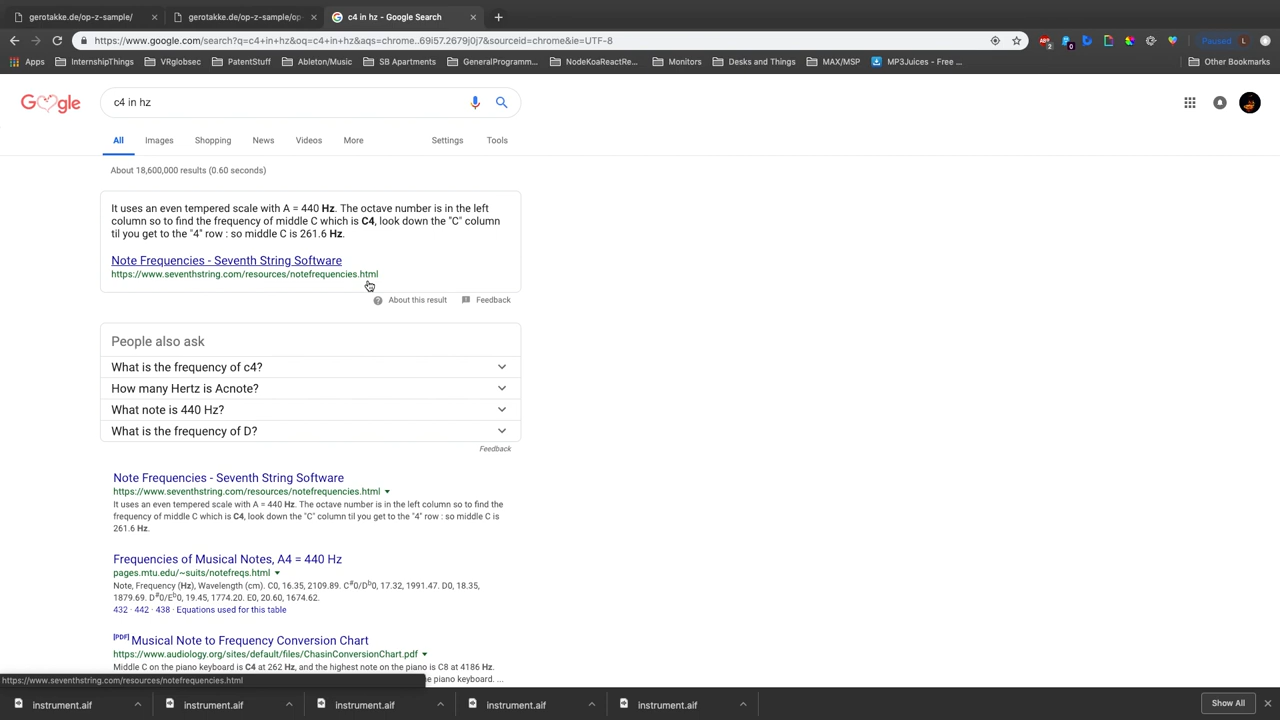 gerotakke.de/op-z-sample/
gerotakke.de/op-z-sample/op-
c4 in hz - Google Search
https://www.google.com/search?q=c4+in+hz&oq=c4+in+hz&aqs=chrome..69i57.2679j0j7&sourceid=chrome&ie=UTF-8
2
0
Paused
L
Apps InternshipThings VRglobsec PatentStuff Ableton/Music SB Apartments GeneralProgramm... NodeKoaReactRe... Monitors Desks and Things MAX/MSP MP3Juices - Free ... Other Bookmarks
c4 in hz
All Images Shopping News Videos More Settings Tools
About 18,600,000 results (0.60 seconds)
It uses an even tempered scale with A = 440 Hz. The octave number is in the left
column so to find the frequency of middle C which is C4, look down the "C" column
til you get to the "4" row : so middle C is 261.6 Hz.
Note Frequencies - Seventh String Software
https://www.seventhstring.com/resources/notefrequencies.html
About this result Feedback
People also ask
What is the frequency of c4?
How many Hertz is Acnote?
What note is 440 Hz?
What is the frequency of D?
Feedback
Note Frequencies - Seventh String Software
https://www.seventhstring.com/resources/notefrequencies.html
It uses an even tempered scale with A = 440 Hz. The octave number is in the left column so to find the
frequency of middle C which is C4, look down the "C" column til you get to the "4" row : so middle C is
261.6 Hz.
Frequencies of Musical Notes, A4 = 440 Hz
pages.mtu.edu/~suits/notefreqs.html
Note, Frequency (Hz), Wavelength (cm). C0, 16.35, 2109.89. C#0/Db0, 17.32, 1991.47. D0, 18.35,
1879.69. D#0/Eb0, 19.45, 1774.20. E0, 20.60, 1674.62.
432 · 442 · 438 · Equations used for this table
[PDF] Musical Note to Frequency Conversion Chart
https://www.audiology.org/sites/default/files/ChasinConversionChart.pdf
Middle C on the piano keyboard is C4 at 262 Hz, and the highest note on the piano is C8 at 4186 Hz.
e piano keyboard. ...
https://www.seventhstring.com/resources/notefrequencies.html
instrument.aif instrument.aif instrument.aif instrument.aif instrument.aif Show All